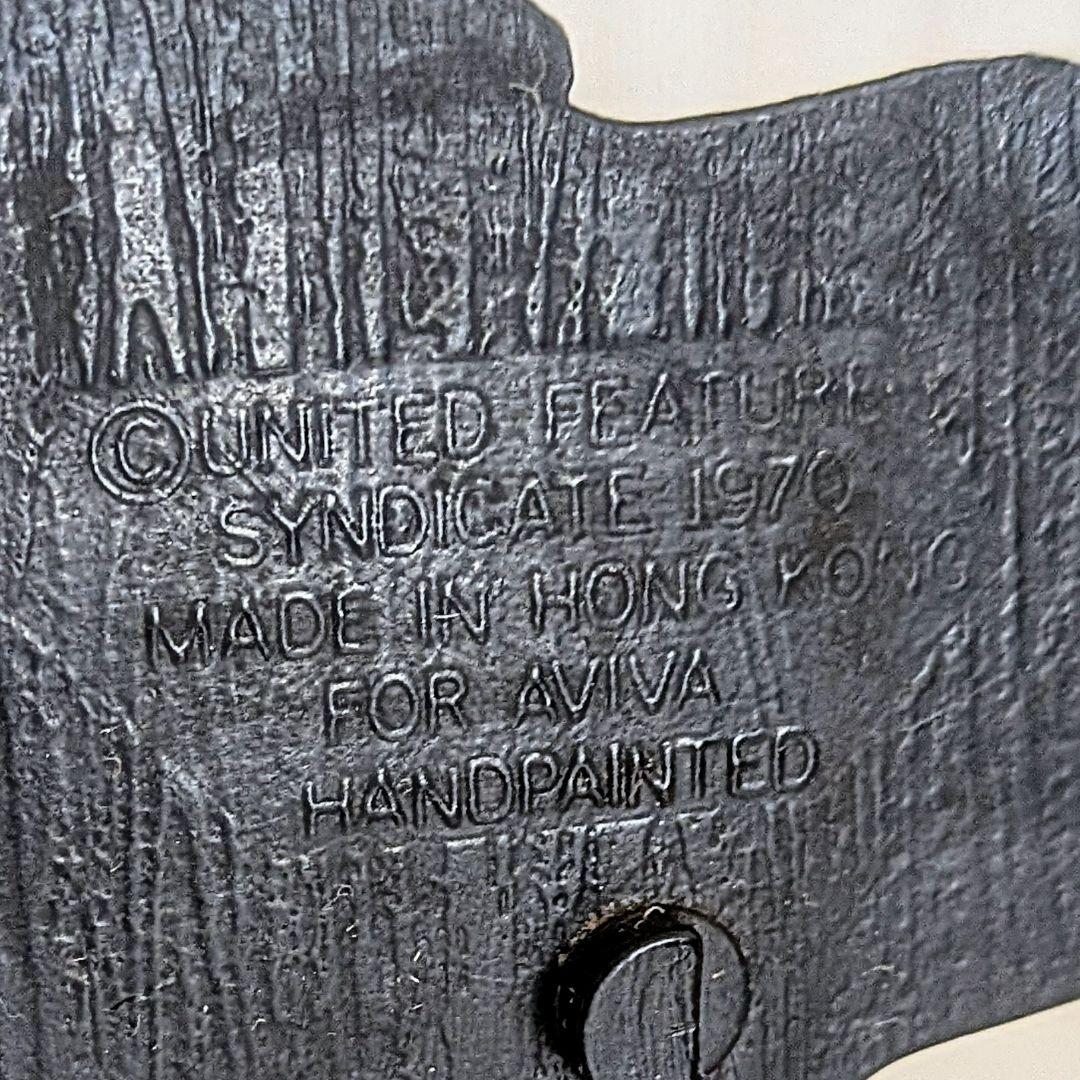 ©UNITED FEATURE
SYNDICATE 1970
MADE IN HONG KONG
FOR AVIVA
HANDPAINTED